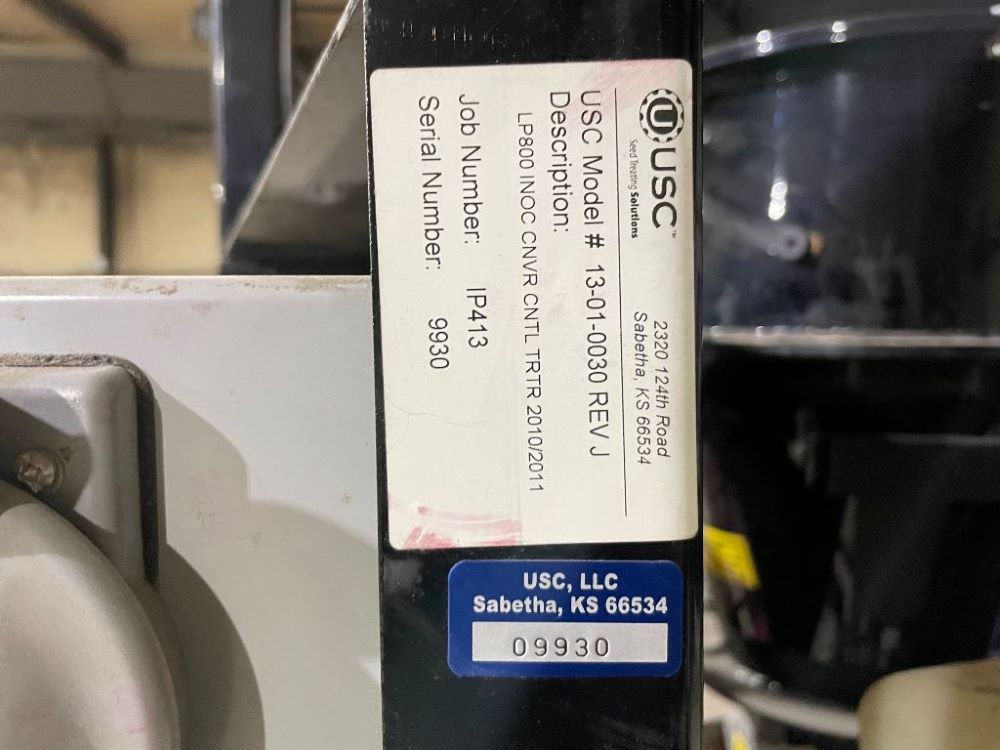 USC™
Seed Treating Solutions
2320 124th Road
Sabetha, KS 66534
USC Model # 13-01-0030 REV J
Description:
LP800 INOC CNVR CNTL TRTR 2010/2011
Job Number: IP413
Serial Number: 9930
USC, LLC
Sabetha, KS 66534
09930